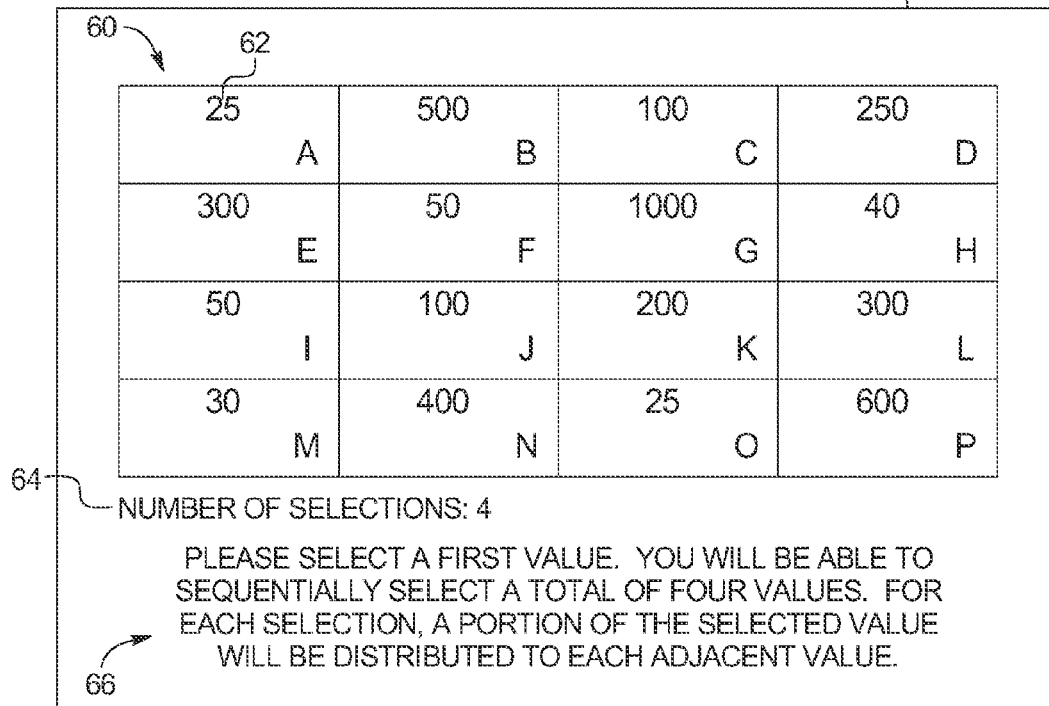 60
62
25 500 100 250
A B C D
300 50 1000 40
E F G H
50 100 200 300
I J K L
30 400 25 600
M N O P
64 NUMBER OF SELECTIONS: 4
PLEASE SELECT A FIRST VALUE. YOU WILL BE ABLE TO
SEQUENTIALLY SELECT A TOTAL OF FOUR VALUES. FOR
EACH SELECTION, A PORTION OF THE SELECTED VALUE
WILL BE DISTRIBUTED TO EACH ADJACENT VALUE.
66